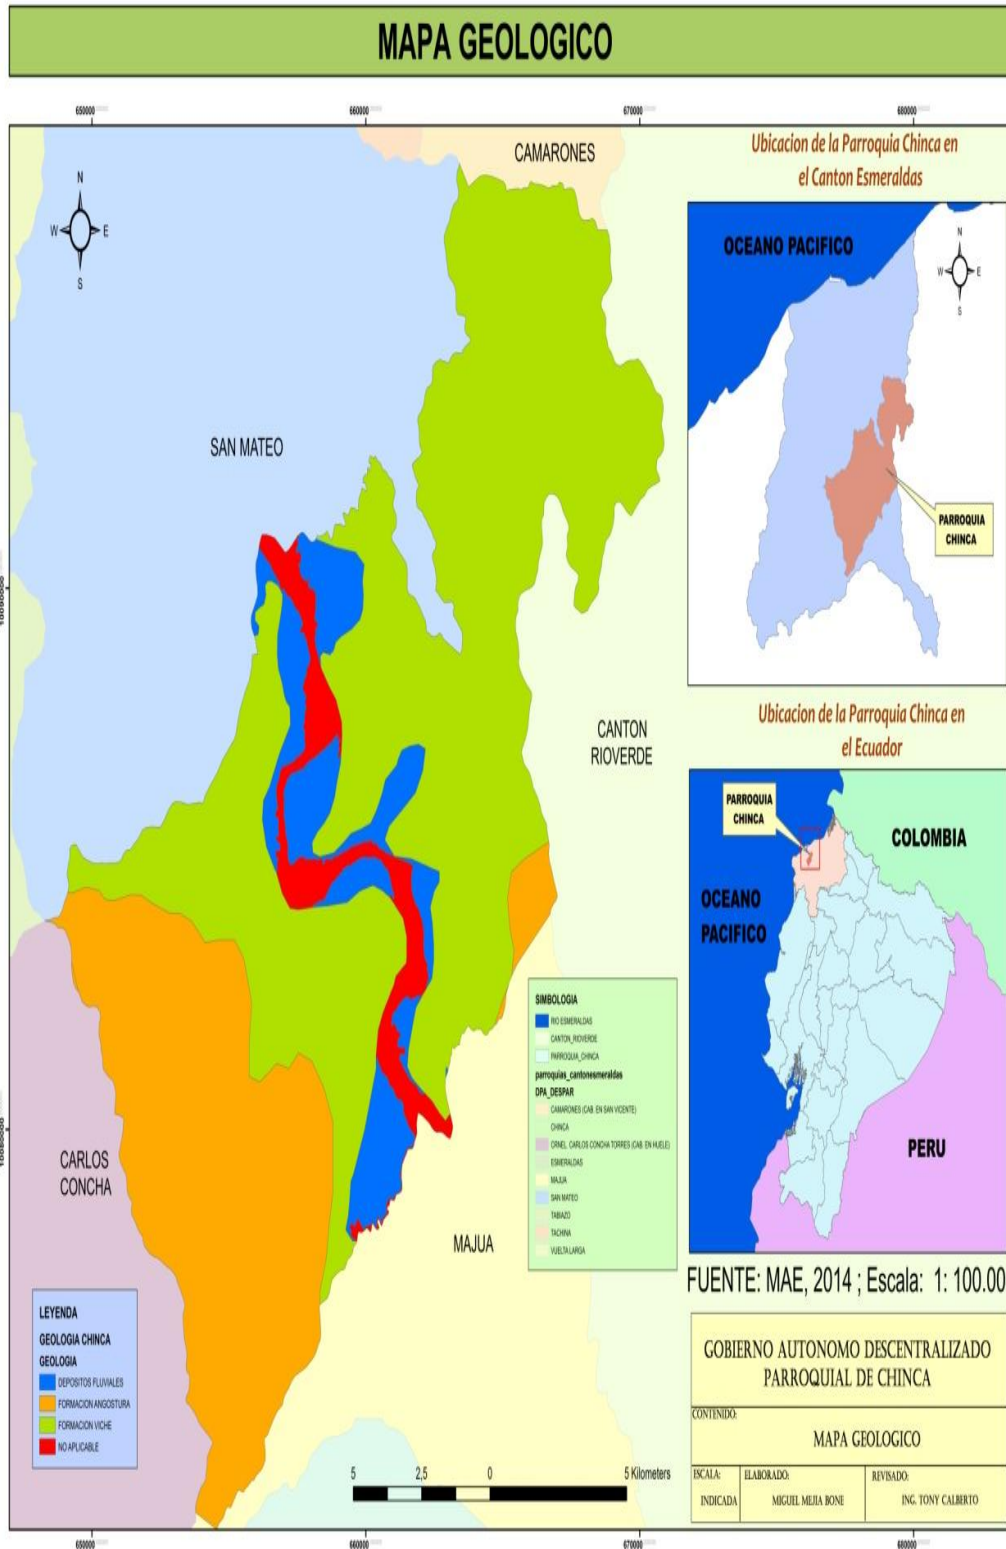 MAPA GEOLOGICO
650000
660000
670000
680000
CAMARONES
N
W
E
S
SAN MATEO
CANTON
RIOVERDE
CARLOS
CONCHA
MAJUA
Ubicacion de la Parroquia Chinca en
el Canton Esmeraldas
OCEANO PACIFICO
N
W
E
S
PARROQUIA
CHINCA
Ubicacion de la Parroquia Chinca en
el Ecuador
PARROQUIA
CHINCA
COLOMBIA
OCEANO
PACIFICO
PERU
SIMBOLOGIA
RIO ESMERALDAS
CANTON_RIOVERDE
PARROQUIA_CHINCA
parroquias_cantonesmeraldas
DPA_DESPAR
CAMARONES (CAB. EN SAN VICENTE)
CHINCA
CRNEL. CARLOS CONCHA TORRES (CAB. EN HUELE)
ESMERALDAS
MAJUA
SAN MATEO
TABIAZO
TACHINA
VUELTA LARGA
LEYENDA
GEOLOGIA CHINCA
GEOLOGIA
DEPOSITOS FLUVIALES
FORMACION ANGOSTURA
FORMACION VICHE
NO APLICABLE
5 2,5 0 5 Kilometers
FUENTE: MAE, 2014 ; Escala: 1: 100.00
GOBIERNO AUTONOMO DESCENTRALIZADO
PARROQUIAL DE CHINCA
CONTENIDO:
MAPA GEOLOGICO
ESCALA:
INDICADA
ELABORADO:
MIGUEL MEJIA BONE
REVISADO:
ING. TONY CALBERTO
650000
660000
670000
680000